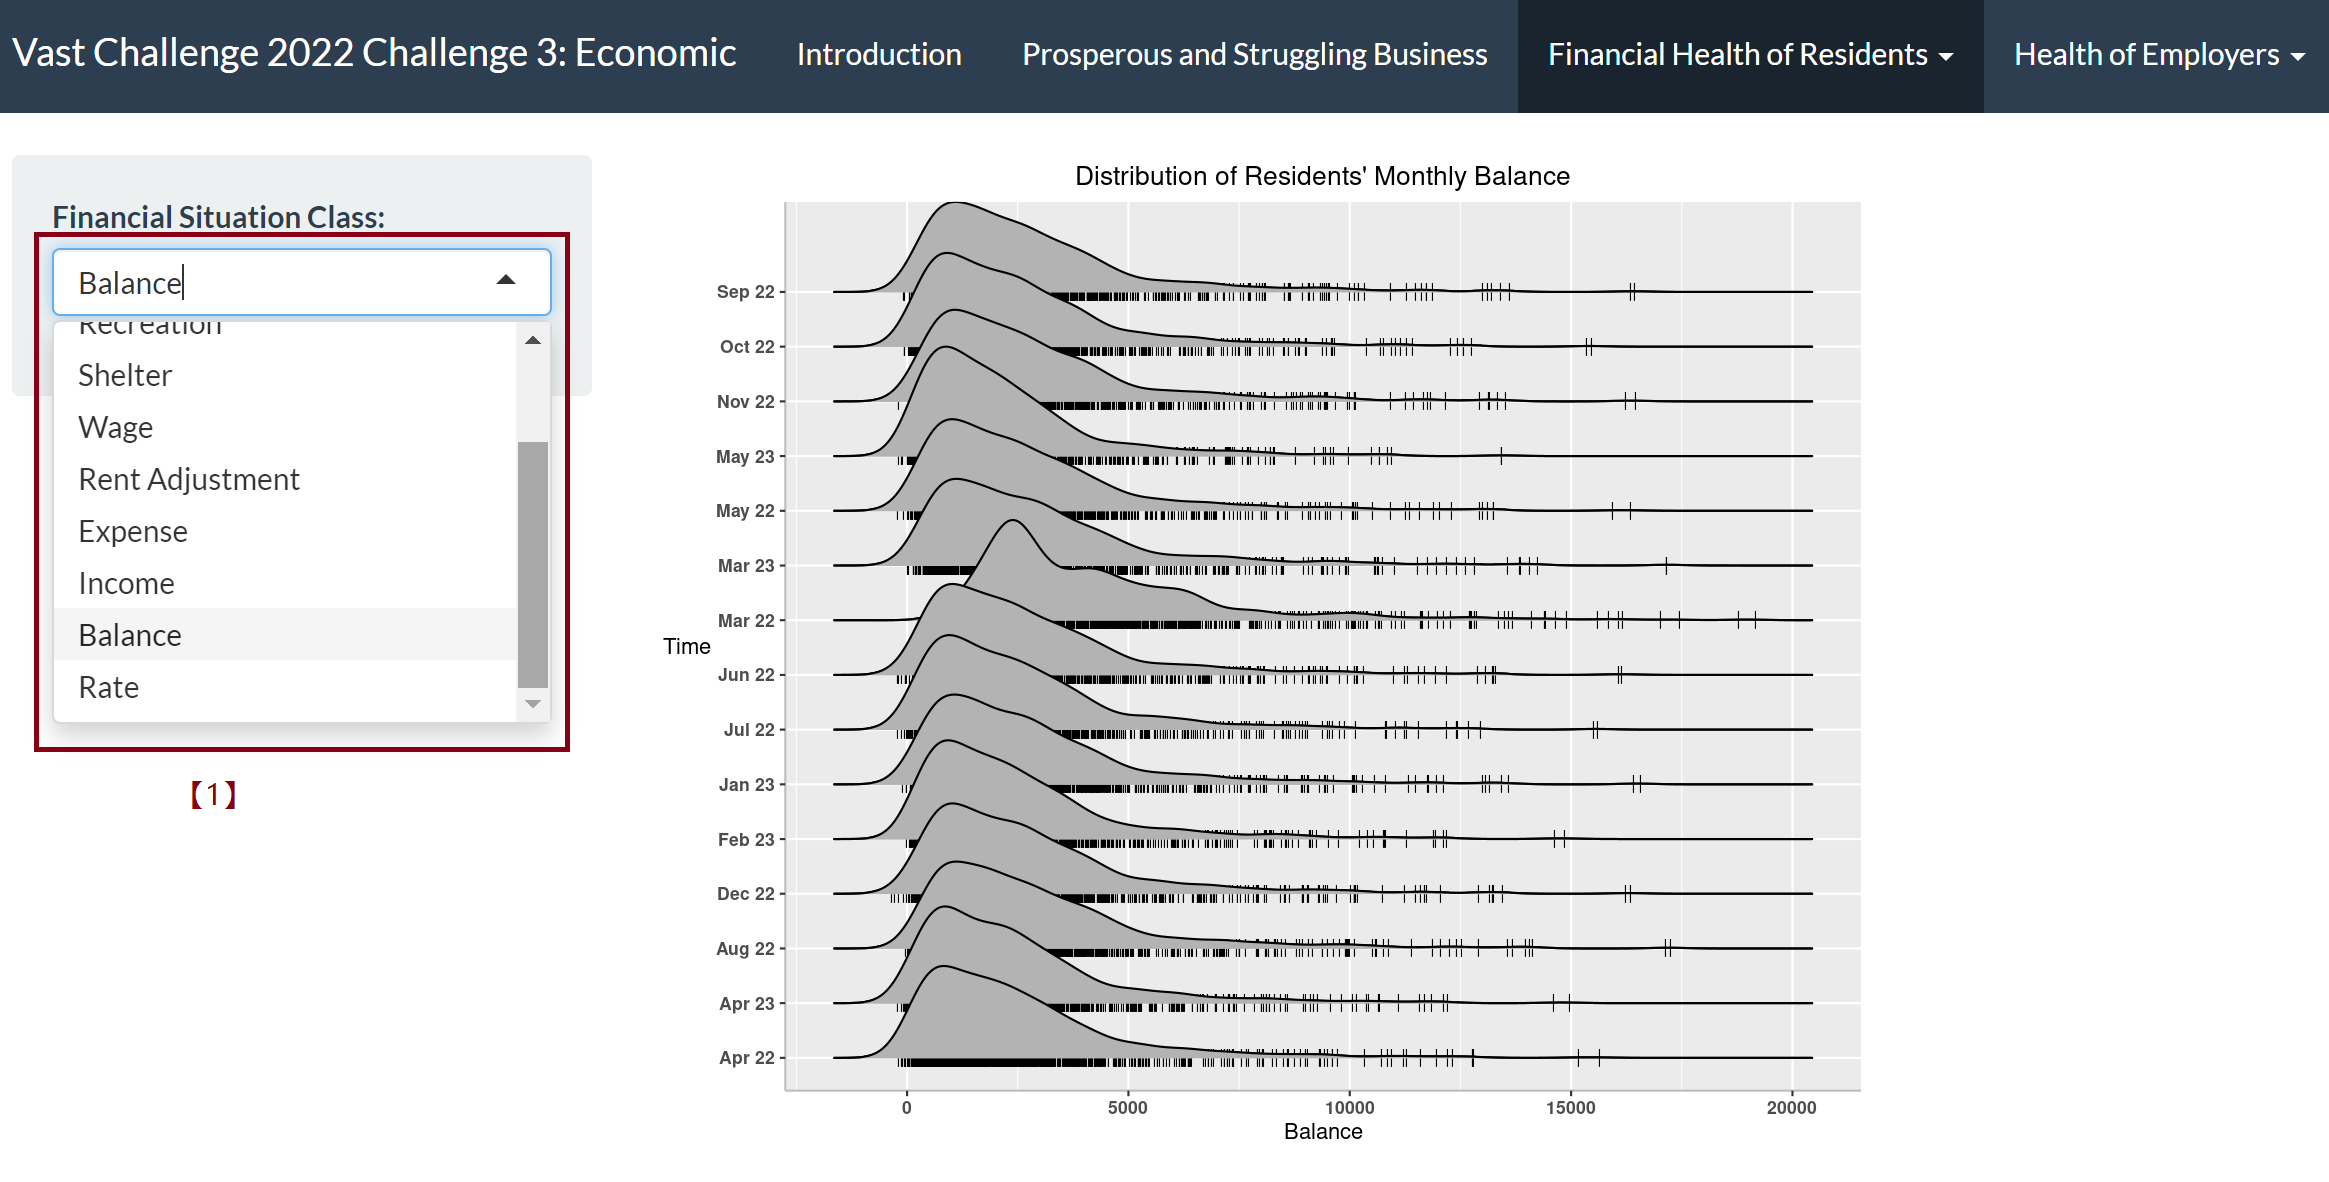 Vast Challenge 2022 Challenge 3: Economic Introduction Prosperous and Struggling Business Financial Health of Residents Health of Employers
Financial Situation Class:
Balance
Recreation
Shelter
Wage
Rent Adjustment
Expense
Income
Balance
Rate
【1】
Distribution of Residents' Monthly Balance
Time
Sep 22
Oct 22
Nov 22
May 23
May 22
Mar 23
Mar 22
Jun 22
Jul 22
Jan 23
Feb 23
Dec 22
Aug 22
Apr 23
Apr 22
0 5000 10000 15000 20000
Balance